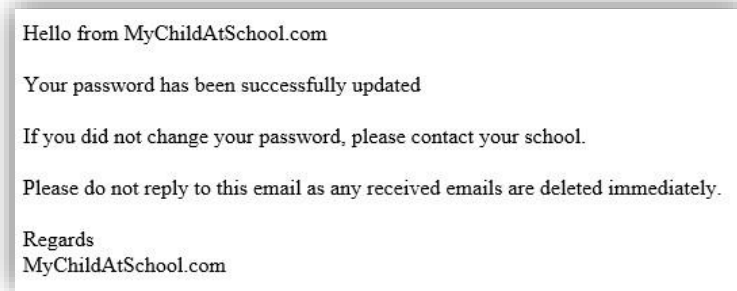 Hello from MyChildAtSchool.com
Your password has been successfully updated
If you did not change your password, please contact your school.
Please do not reply to this email as any received emails are deleted immediately.
Regards
MyChildAtSchool.com